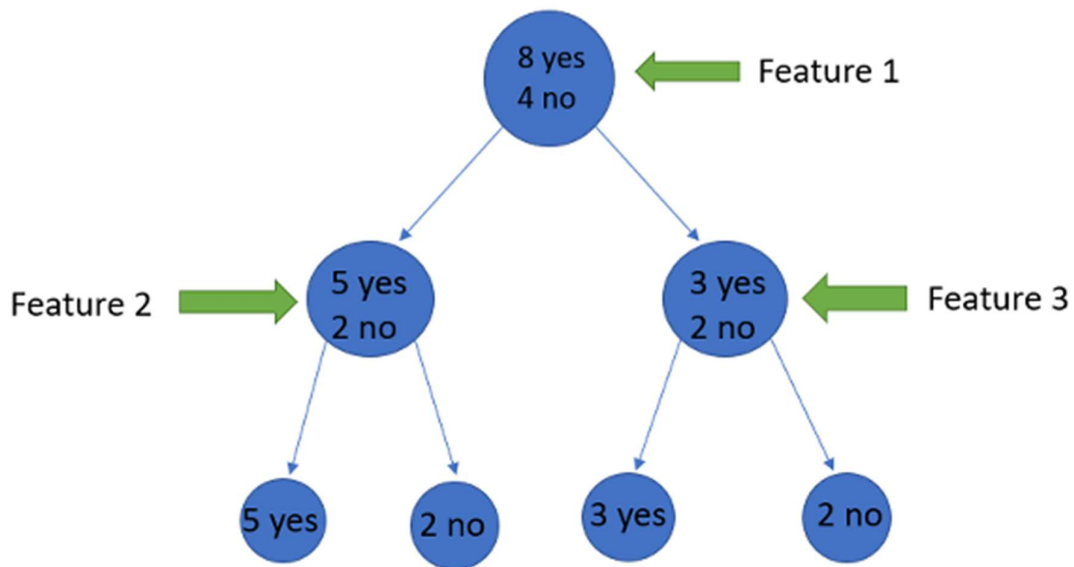 8 yes
4 no
Feature 1
Feature 2
5 yes
2 no
3 yes
2 no
Feature 3
5 yes
2 no
3 yes
2 no